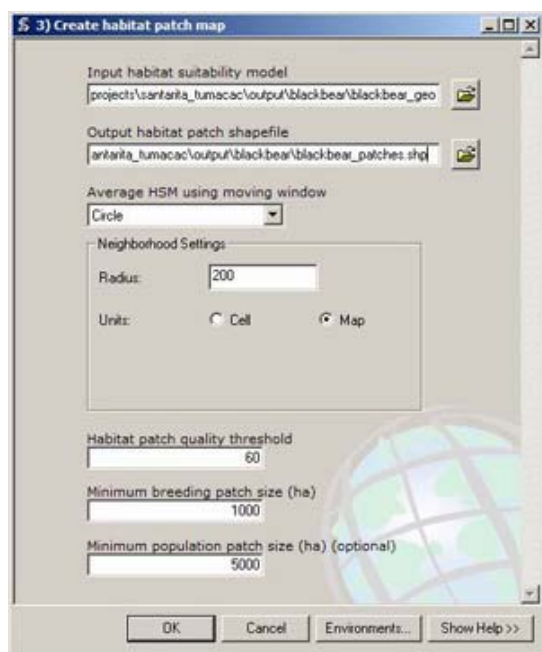 3) Create habitat patch map
Input habitat suitability model
projects\santarita_tumacac\output\blackbear\blackbear_geo
Output habitat patch shapefile
antarita_tumacac\output\blackbear\blackbear_patches.shp
Average HSM using moving window
Circle
Neighborhood Settings
Radius: 200
Units: Cell Map
Habitat patch quality threshold
60
Minimum breeding patch size (ha)
1000
Minimum population patch size (ha) (optional)
5000
OK Cancel Environments... Show Help >>